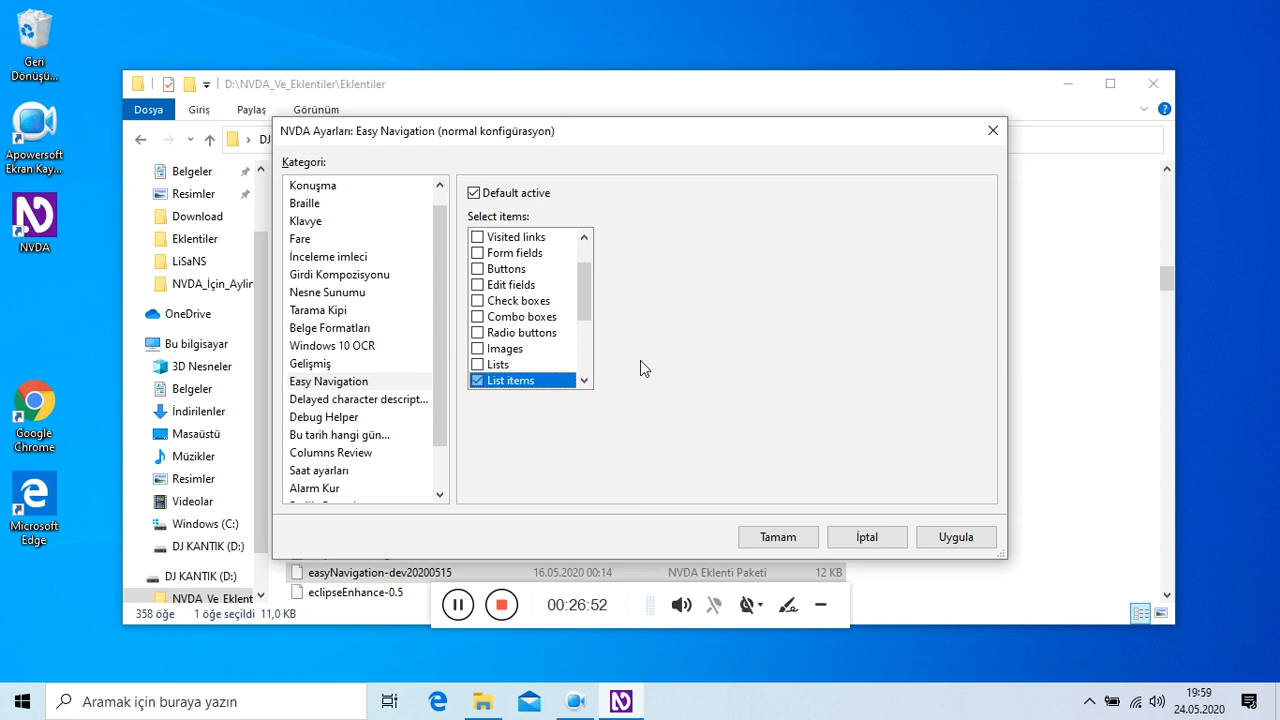 Geri
Dönüşü...
Apowersoft
Ekran Kay...
NVDA
Google
Chrome
Microsoft
Edge
D:\NVDA_Ve_Eklentiler\Eklentiler
Dosya
Giriş
Paylaş
Görünüm
DJ
Belgeler
Resimler
Download
Eklentiler
LiSaNS
NVDA_İçin_Aylin
OneDrive
Bu bilgisayar
3D Nesneler
Belgeler
İndirilenler
Masaüstü
Müzikler
Resimler
Videolar
Windows (C:)
DJ KANTIK (D:)
DJ KANTIK (D:)
NVDA_Ve_Eklent
358 öğe
1 öğe seçildi
11,0 KB
NVDA Ayarları: Easy Navigation (normal konfigürasyon)
Kategori:
Konuşma
Braille
Klavye
Fare
İnceleme imleci
Girdi Kompozisyonu
Nesne Sunumu
Tarama Kipi
Belge Formatları
Windows 10 OCR
Gelişmiş
Easy Navigation
Delayed character descript...
Debug Helper
Bu tarih hangi gün...
Columns Review
Saat ayarları
Alarm Kur
Default active
Select items:
Visited links
Form fields
Buttons
Edit fields
Check boxes
Combo boxes
Radio buttons
Images
Lists
List items
Tamam
İptal
Uygula
easyNavigation-dev20200515
16.05.2020 00:14
NVDA Eklenti Paketi
12 KB
eclipseEnhance-0.5
00:26:52
Aramak için buraya yazın
19:59
24.05.2020